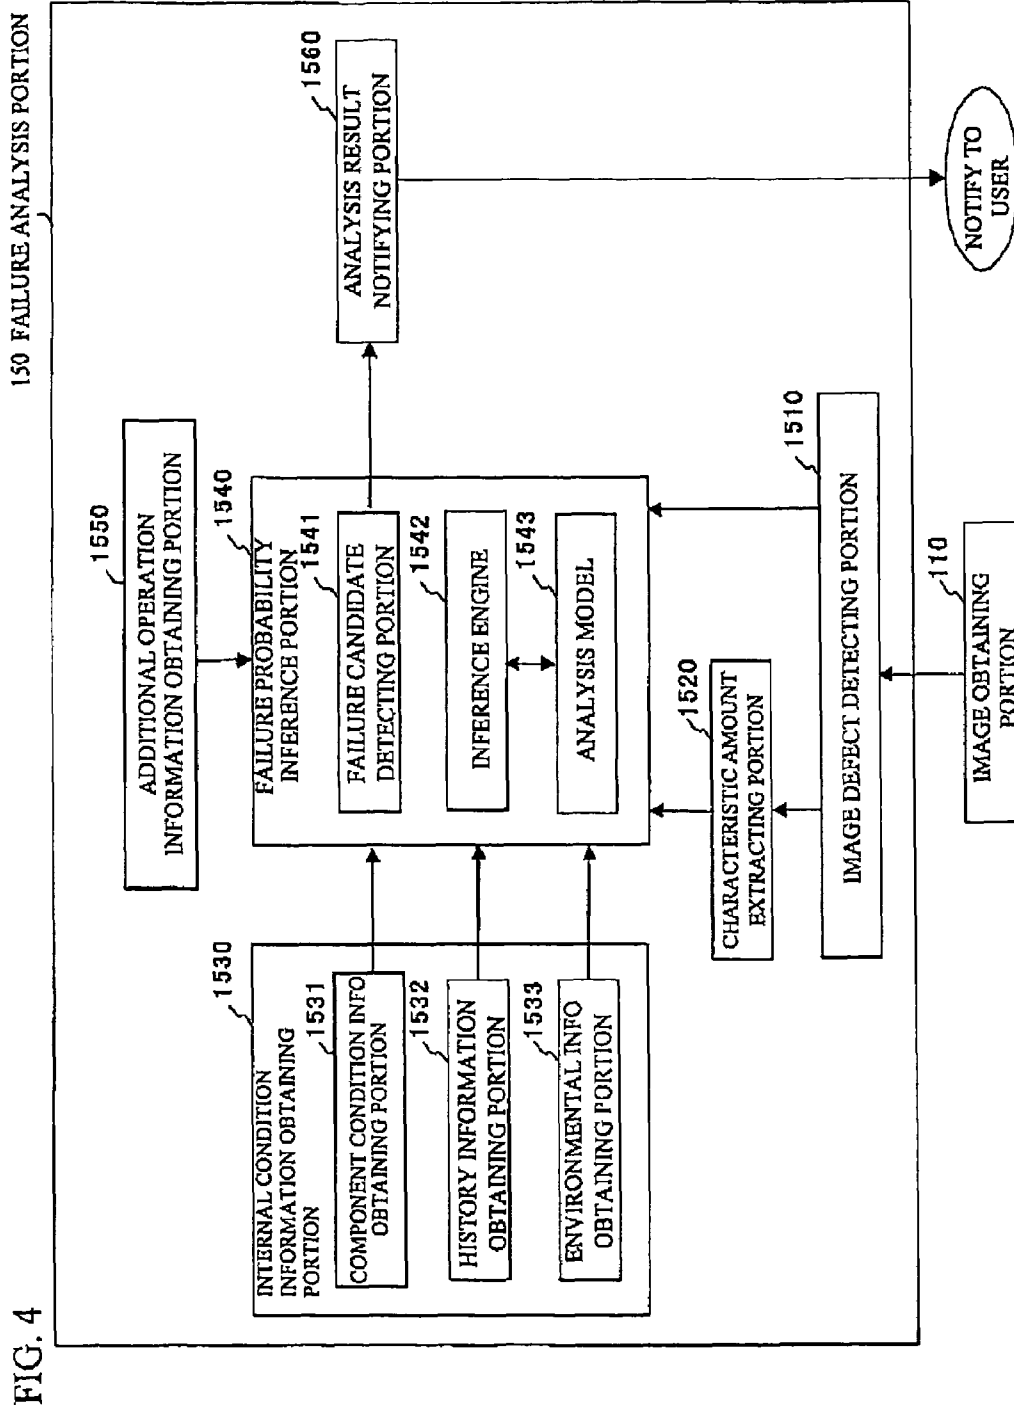 FIG. 4
150 FAILURE ANALYSIS PORTION
1550
ADDITIONAL OPERATION
INFORMATION OBTAINING PORTION
1530
INTERNAL CONDITION
INFORMATION OBTAINING
PORTION
1531
COMPONENT CONDITION INFO
OBTAINING PORTION
1532
HISTORY INFORMATION
OBTAINING PORTION
1533
ENVIRONMENTAL INFO
OBTAINING PORTION
1540
FAILURE PROBABILITY
INFERENCE PORTION
1541
FAILURE CANDIDATE
DETECTING PORTION
1542
INFERENCE ENGINE
1543
ANALYSIS MODEL
1560
ANALYSIS RESULT
NOTIFYING PORTION
1520
CHARACTERISTIC AMOUNT
EXTRACTING PORTION
1510
IMAGE DEFECT DETECTING PORTION
110
IMAGE OBTAINING
PORTION
NOTIFY TO
USER